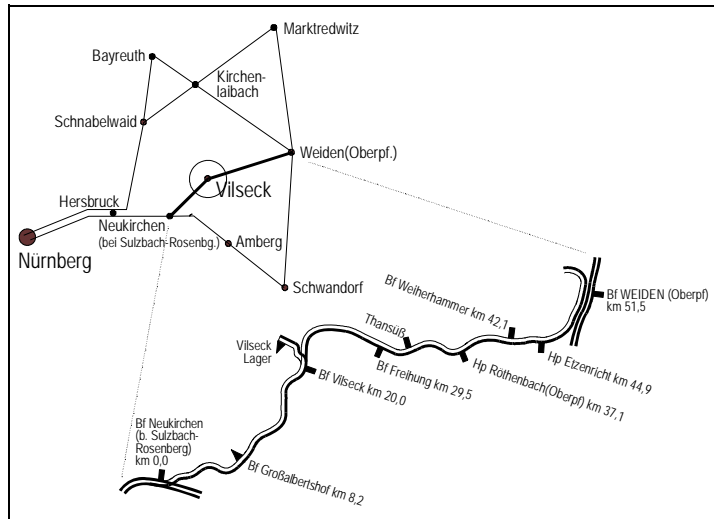 Marktredwitz
Bayreuth
Kirchen-
laibach
Schnabelwaid
Weiden(Oberpf.)
Vilseck
Hersbruck
Neukirchen
(bei Sulzbach-Rosenbg.)
Amberg
Nürnberg
Schwandorf
Bf WEIDEN (Oberpf)
km 51,5
Bf Weiherhammer km 42,1
Thansüß
Hp Etzenricht km 44,9
Hp Röthenbach(Oberpf) km 37,1
Bf Freihung km 29,5
Vilseck
Lager
Bf Vilseck km 20,0
Bf Neukirchen
(b. Sulzbach-
Rosenberg)
km 0,0
Bf Großalbertshof km 8,2